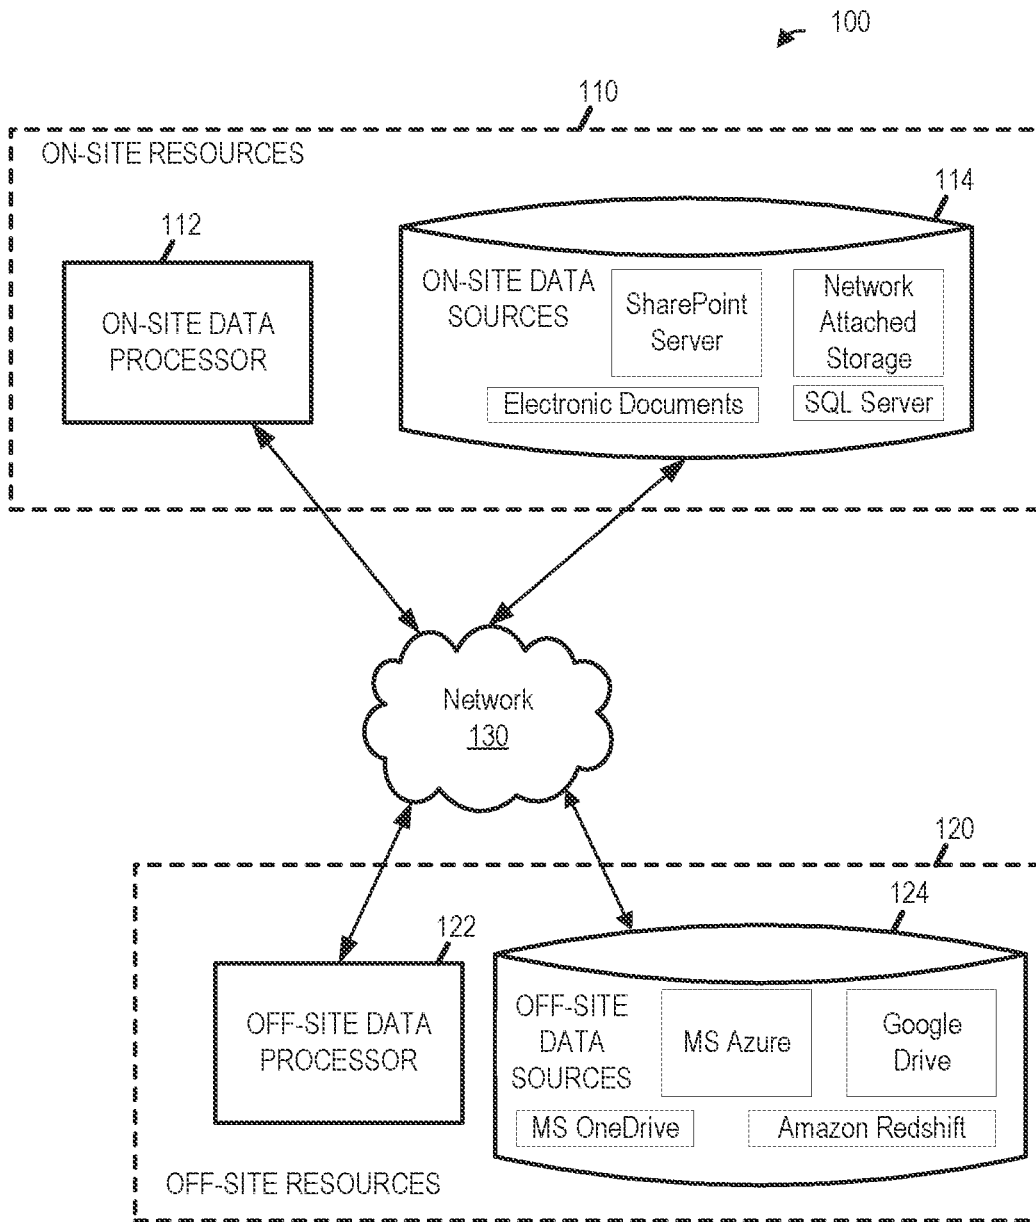 100
110
ON-SITE RESOURCES
114
112
ON-SITE DATA
PROCESSOR
ON-SITE DATA
SOURCES
SharePoint
Server
Network
Attached
Storage
Electronic Documents
SQL Server
Network
130
120
124
122
OFF-SITE DATA
PROCESSOR
OFF-SITE
DATA
SOURCES
MS Azure
Google
Drive
MS OneDrive
Amazon Redshift
OFF-SITE RESOURCES